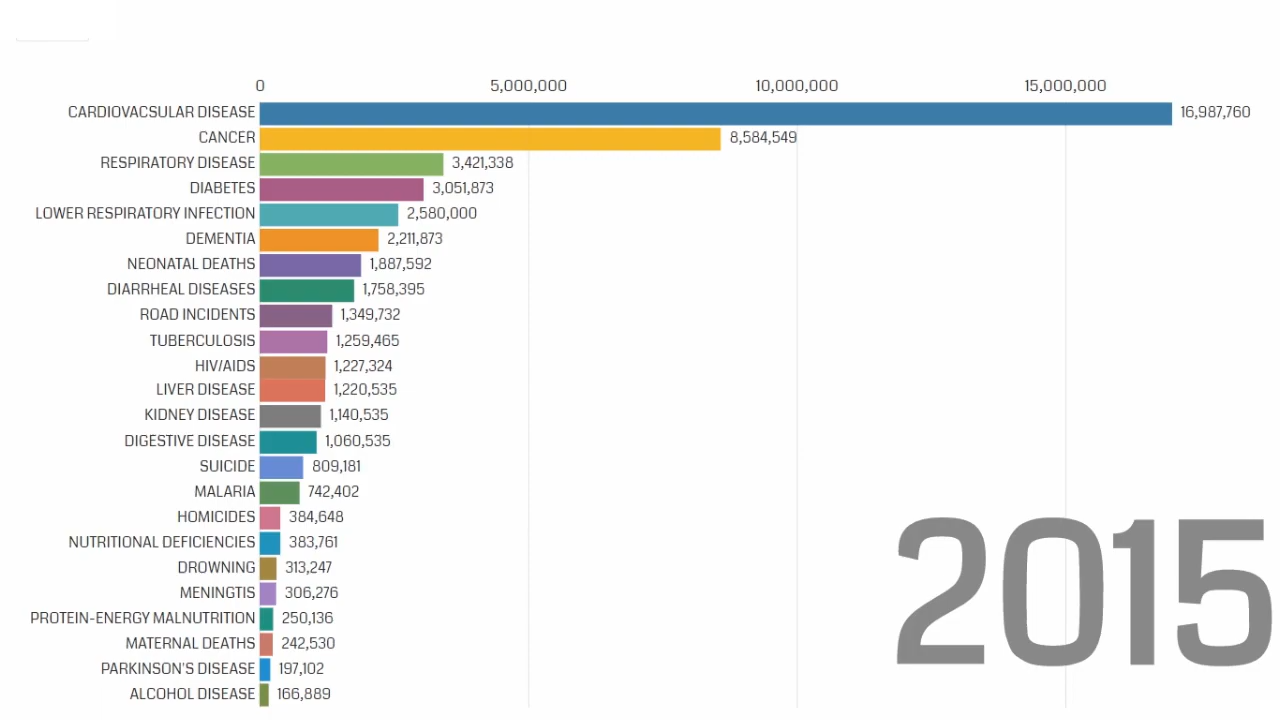 0 5,000,000 10,000,000 15,000,000
CARDIOVACSULAR DISEASE 16,987,760
CANCER 8,584,549
RESPIRATORY DISEASE 3,421,338
DIABETES 3,051,873
LOWER RESPIRATORY INFECTION 2,580,000
DEMENTIA 2,211,873
NEONATAL DEATHS 1,887,592
DIARRHEAL DISEASES 1,758,395
ROAD INCIDENTS 1,349,732
TUBERCULOSIS 1,259,465
HIV/AIDS 1,227,324
LIVER DISEASE 1,220,535
KIDNEY DISEASE 1,140,535
DIGESTIVE DISEASE 1,060,535
SUICIDE 809,181
MALARIA 742,402
HOMICIDES 384,648
NUTRITIONAL DEFICIENCIES 383,761
DROWNING 313,247
MENINGTIS 306,276
PROTEIN-ENERGY MALNUTRITION 250,136
MATERNAL DEATHS 242,530
PARKINSON'S DISEASE 197,102
ALCOHOL DISEASE 166,889
2015